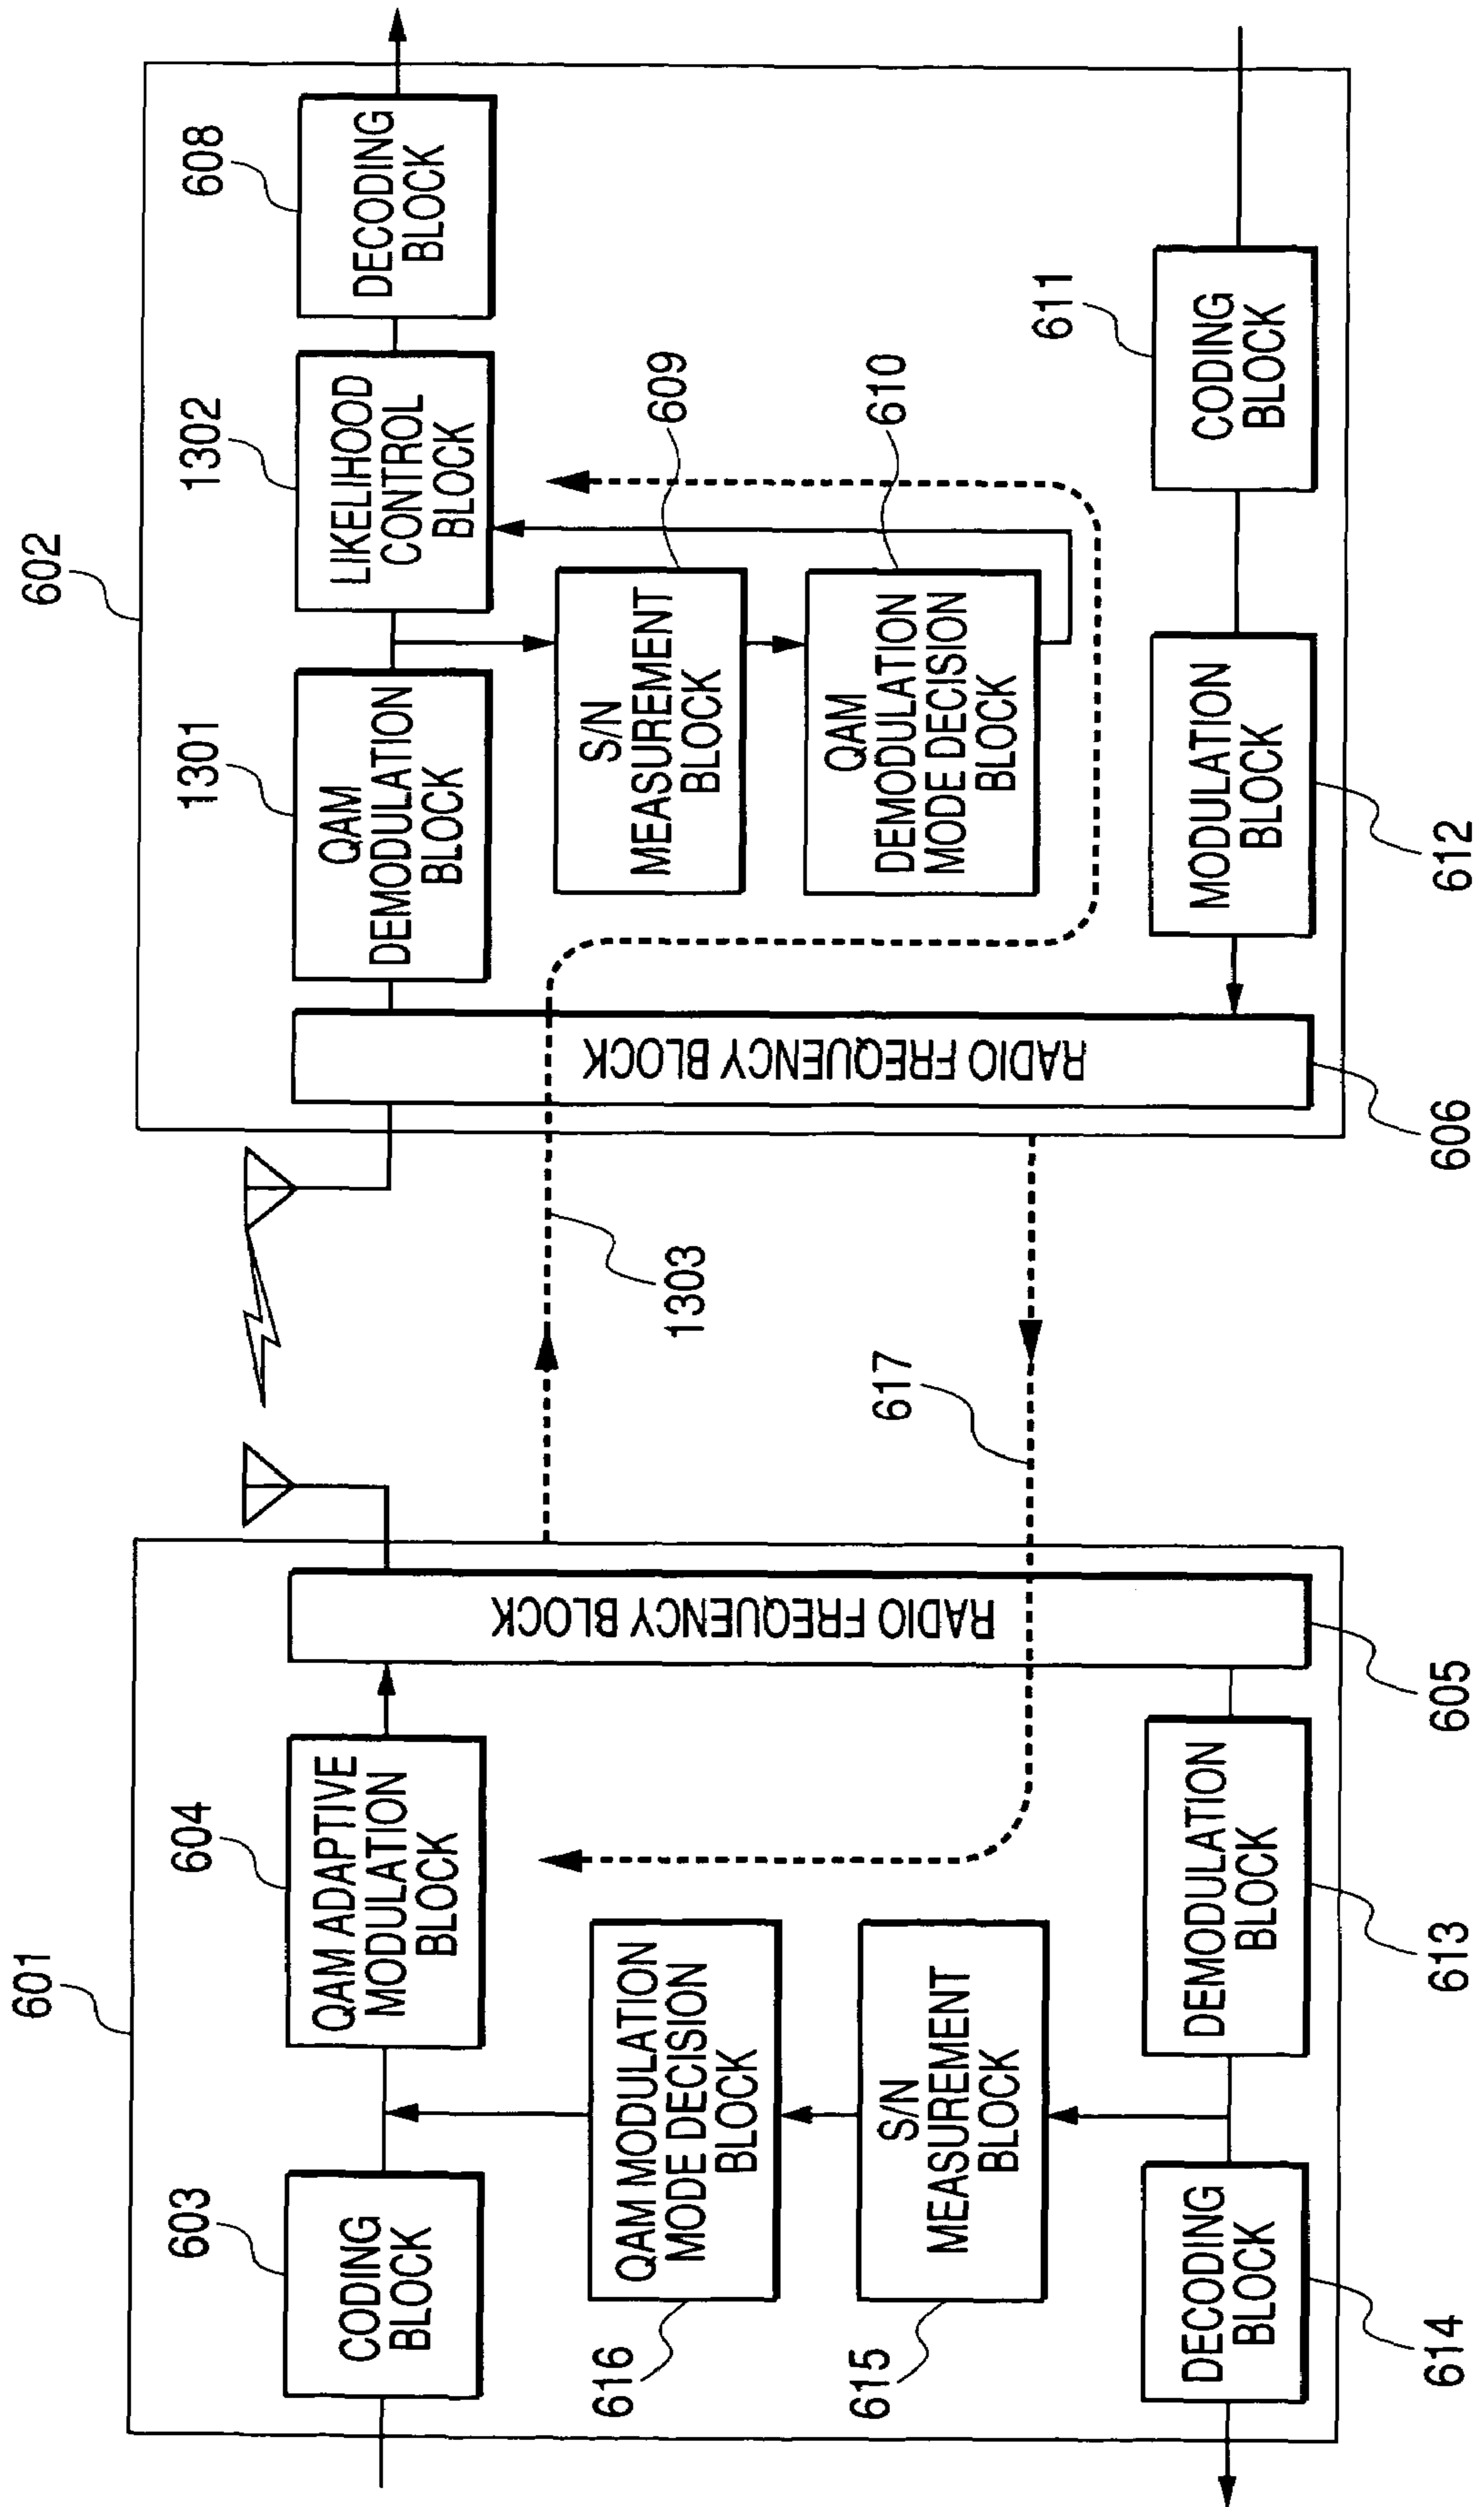 601
603
CODING
BLOCK
604
QAM ADAPTIVE
MODULATION
BLOCK
616
QAM MODULATION
MODE DECISION
BLOCK
615
S/N
MEASUREMENT
BLOCK
614
DECODING
BLOCK
613
DEMODULATION
BLOCK
605
RADIO FREQUENCY BLOCK
617
1303
602
606
RADIO FREQUENCY BLOCK
1301
QAM
DEMODULATION
BLOCK
1302
LIKELIHOOD
CONTROL
BLOCK
608
DECODING
BLOCK
609
S/N
MEASUREMENT
BLOCK
610
QAM
DEMODULATION
MODE DECISION
BLOCK
612
MODULATION
BLOCK
611
CODING
BLOCK